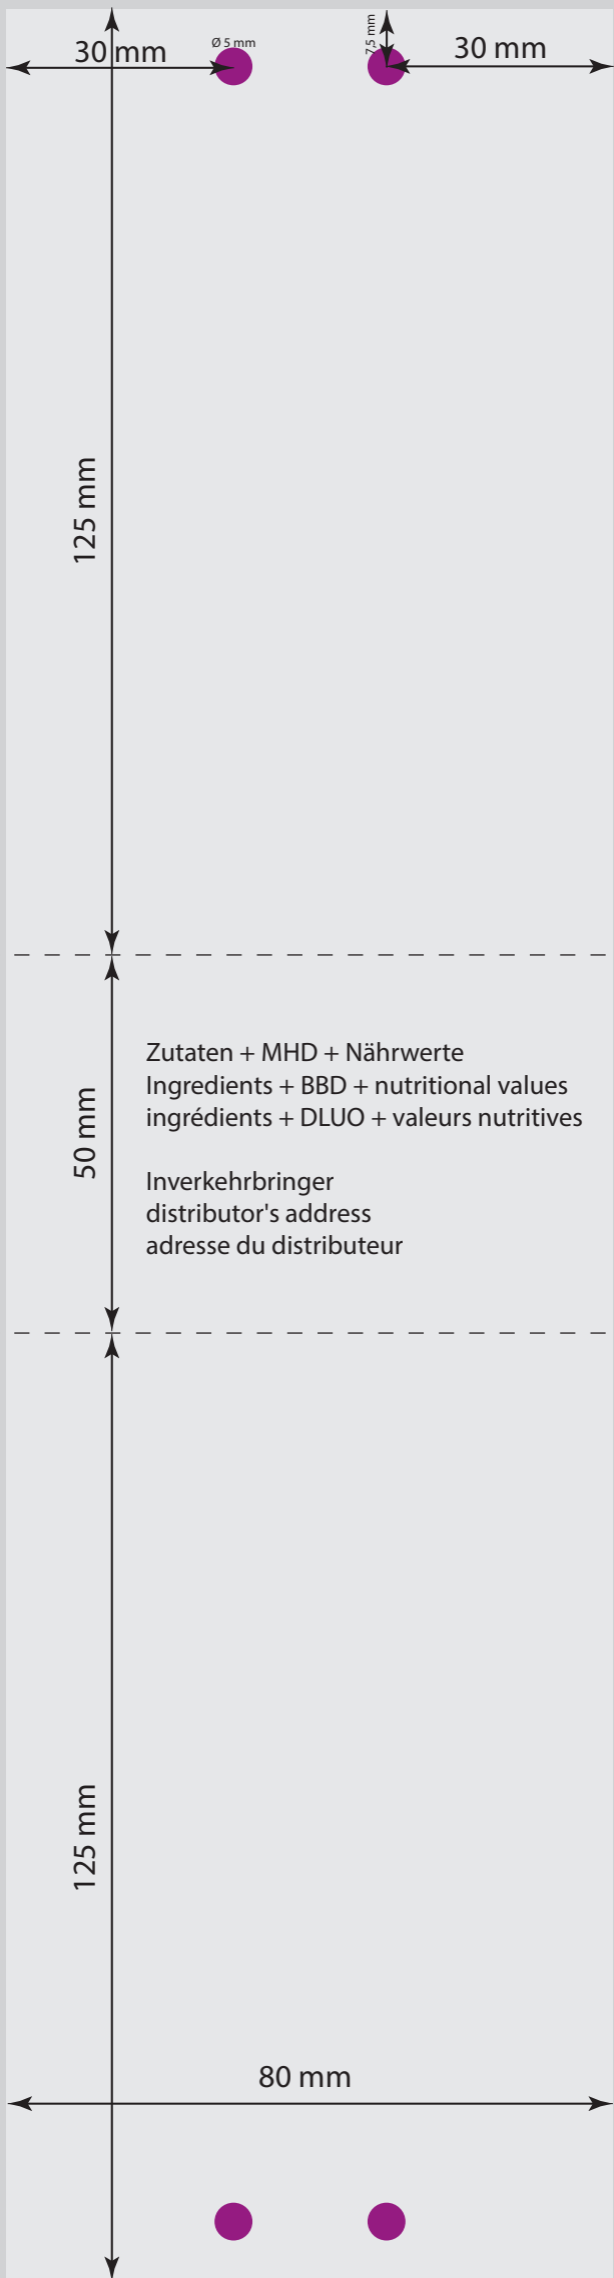 30 mm
Ø 5 mm
7,5 mm
30 mm
125 mm
Zutaten + MHD + Nährwerte
Ingredients + BBD + nutritional values
ingrédients + DLUO + valeurs nutritives
50 mm
Inverkehrbringer
distributor's address
adresse du distributeur
125 mm
80 mm